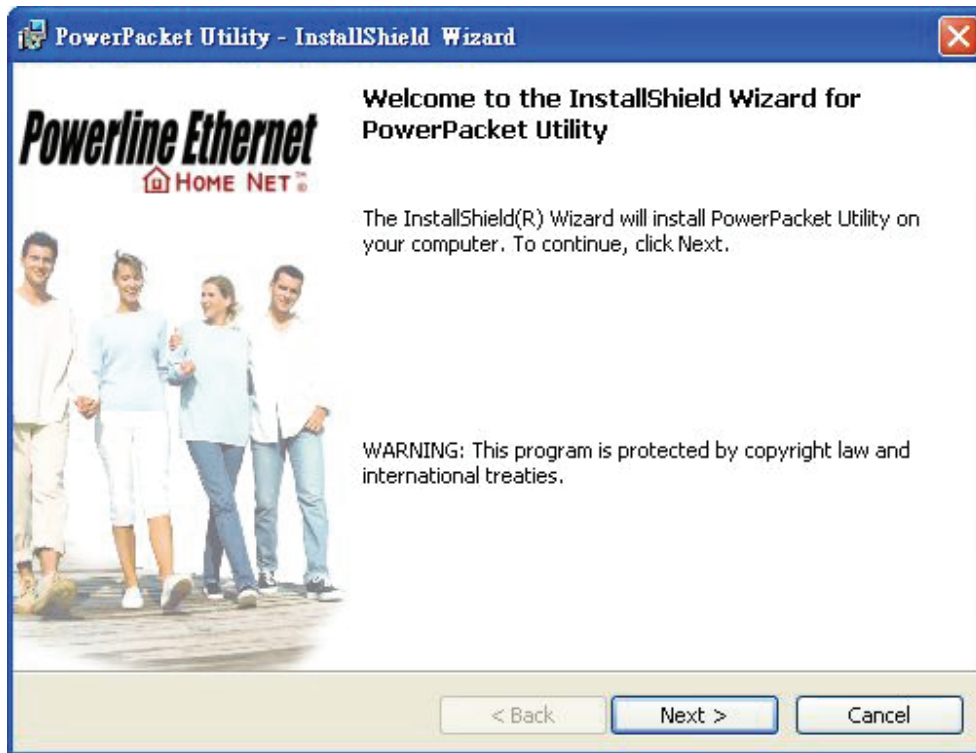 PowerPacket Utility - InstallShield Wizard
Powerline Ethernet
HOME NET
Welcome to the InstallShield Wizard for
PowerPacket Utility
The InstallShield(R) Wizard will install PowerPacket Utility on
your computer. To continue, click Next.
WARNING: This program is protected by copyright law and
international treaties.
< Back
Next >
Cancel